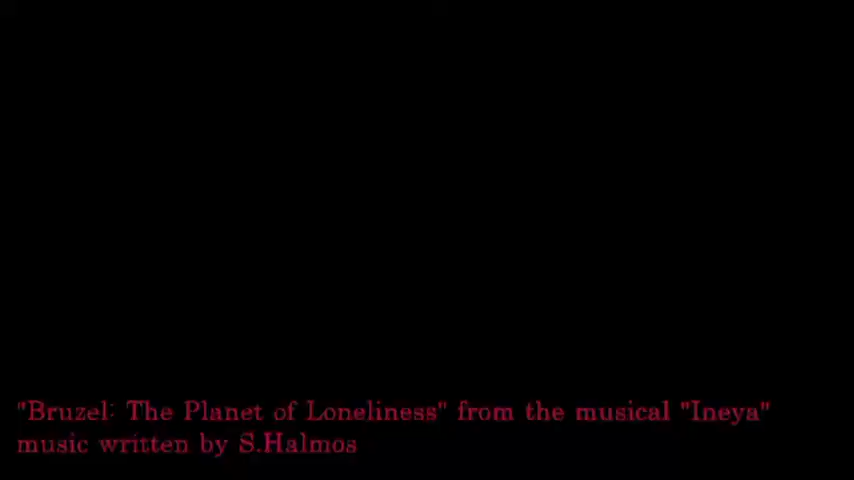 "Bruzel: The Planet of Loneliness" from the musical "Ineya"
music written by S.Halmos